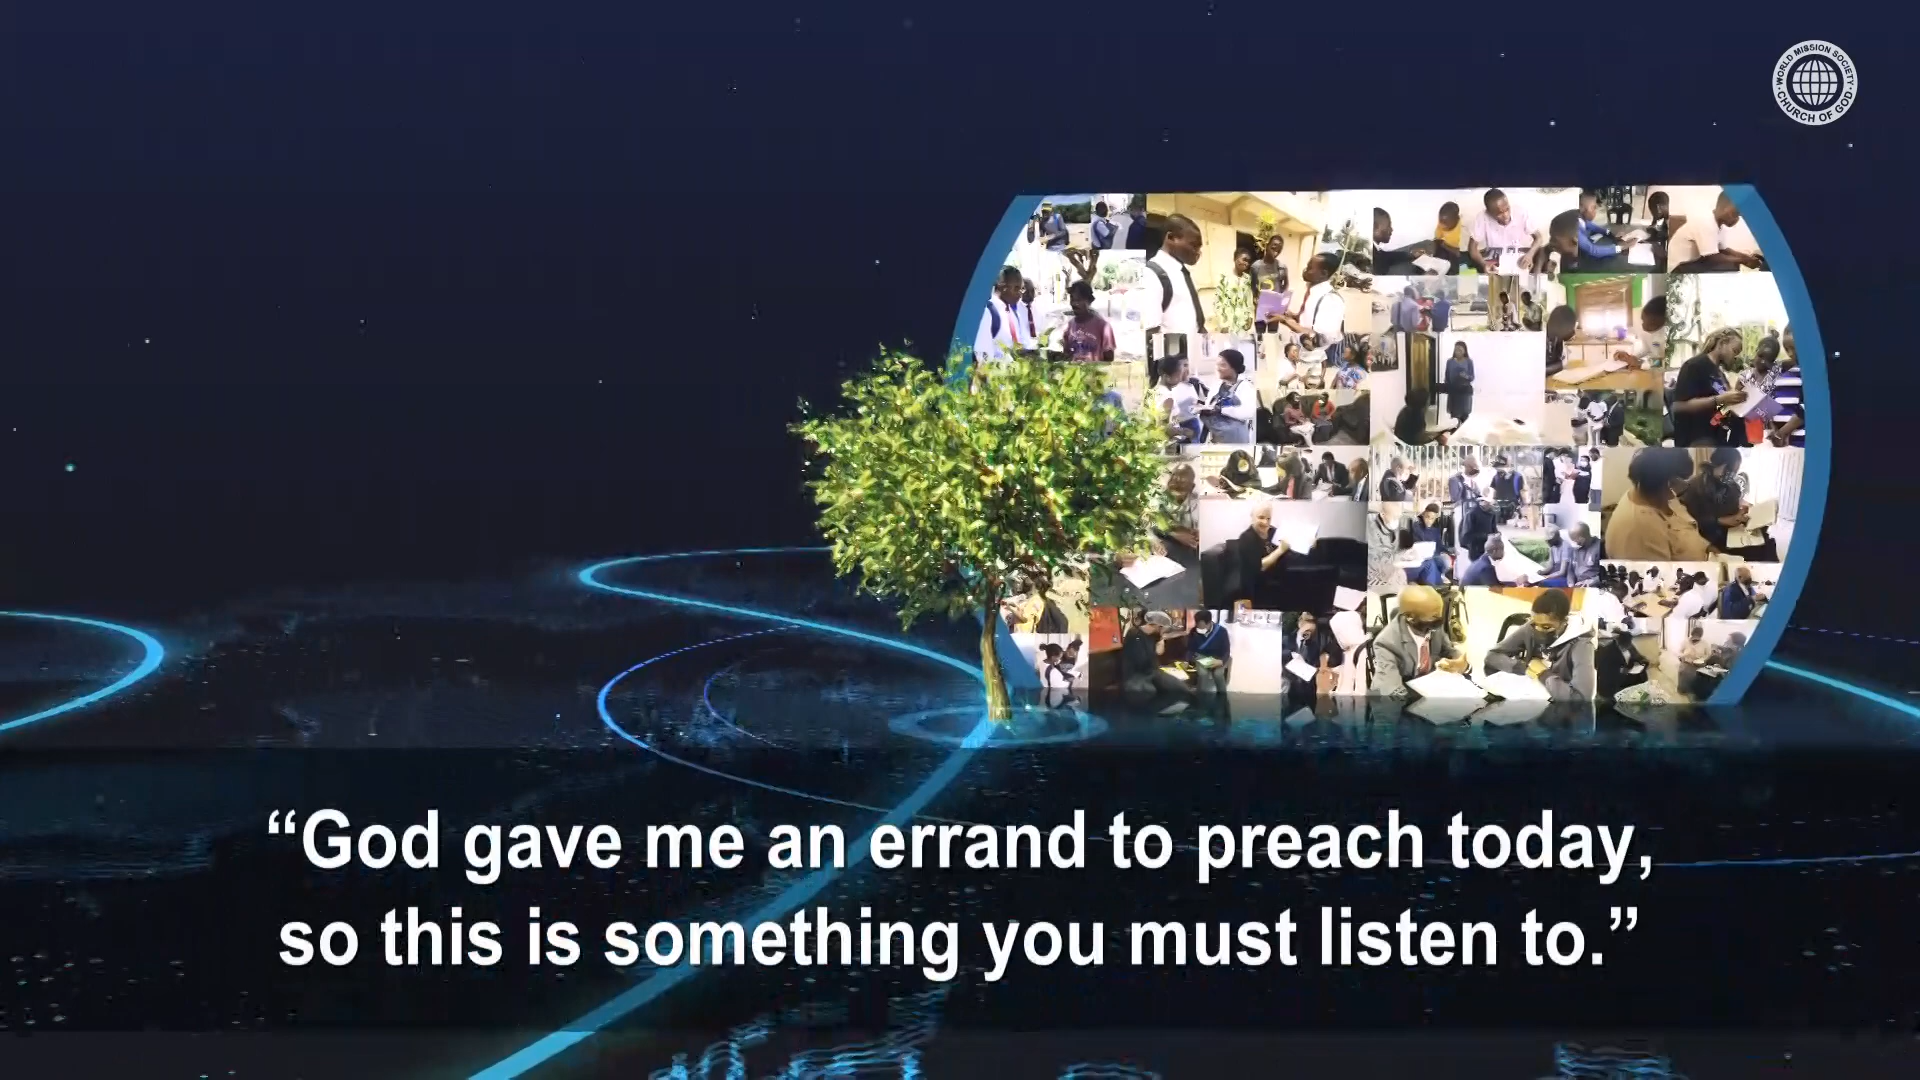 WORLD MISSION SOCIETY
CHURCH OF GOD
“God gave me an errand to preach today,
so this is something you must listen to.”